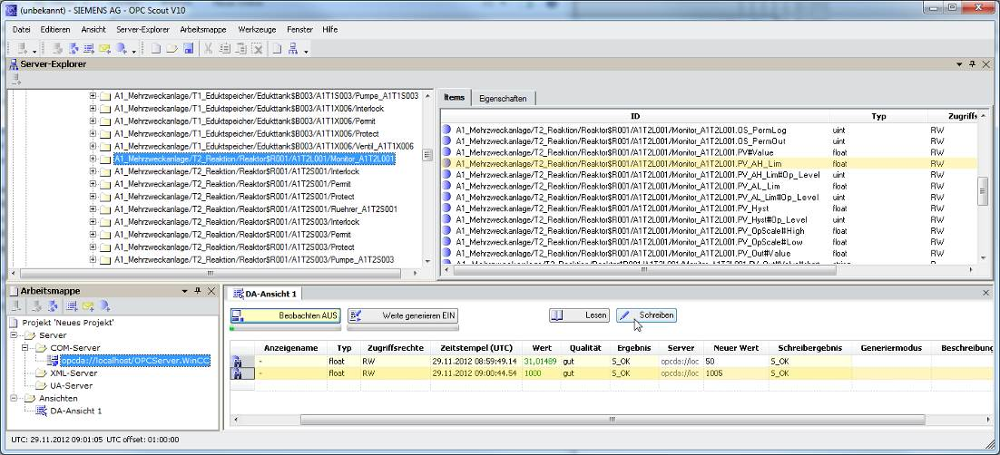 (unbekannt) - SIEMENS AG - OPC Scout V10
Datei Editieren Ansicht Server-Explorer Arbeitsmappe Werkzeuge Fenster Hilfe
Server-Explorer
A1_Mehrzweckanlage/T1_Eduktspeicher/Edukttank$B003/A1T1S003/Pumpe_A1T1S003
A1_Mehrzweckanlage/T1_Eduktspeicher/Edukttank$B003/A1T1X006/Interlock
A1_Mehrzweckanlage/T1_Eduktspeicher/Edukttank$B003/A1T1X006/Permit
A1_Mehrzweckanlage/T1_Eduktspeicher/Edukttank$B003/A1T1X006/Protect
A1_Mehrzweckanlage/T1_Eduktspeicher/Edukttank$B003/A1T1X006/Ventil_A1T1X006
A1_Mehrzweckanlage/T2_Reaktion/Reaktor$R001/A1T2L001/Monitor_A1T2L001
A1_Mehrzweckanlage/T2_Reaktion/Reaktor$R001/A1T2S001/Interlock
A1_Mehrzweckanlage/T2_Reaktion/Reaktor$R001/A1T2S001/Permit
A1_Mehrzweckanlage/T2_Reaktion/Reaktor$R001/A1T2S001/Protect
A1_Mehrzweckanlage/T2_Reaktion/Reaktor$R001/A1T2S001/Ruehrer_A1T2S001
A1_Mehrzweckanlage/T2_Reaktion/Reaktor$R001/A1T2S003/Interlock
A1_Mehrzweckanlage/T2_Reaktion/Reaktor$R001/A1T2S003/Permit
A1_Mehrzweckanlage/T2_Reaktion/Reaktor$R001/A1T2S003/Protect
A1_Mehrzweckanlage/T2_Reaktion/Reaktor$R001/A1T2S003/Pumpe_A1T2S003
Items Eigenschaften
ID Typ Zugriffs
A1_Mehrzweckanlage/T2_Reaktion/Reaktor$R001/A1T2L001/Monitor_A1T2L001.OS_PermLog uint RW
A1_Mehrzweckanlage/T2_Reaktion/Reaktor$R001/A1T2L001/Monitor_A1T2L001.OS_PermOut uint RW
A1_Mehrzweckanlage/T2_Reaktion/Reaktor$R001/A1T2L001/Monitor_A1T2L001.PV#Value float RW
A1_Mehrzweckanlage/T2_Reaktion/Reaktor$R001/A1T2L001/Monitor_A1T2L001.PV_AH_Lim float RW
A1_Mehrzweckanlage/T2_Reaktion/Reaktor$R001/A1T2L001/Monitor_A1T2L001.PV_AH_Lim#Op_Level uint RW
A1_Mehrzweckanlage/T2_Reaktion/Reaktor$R001/A1T2L001/Monitor_A1T2L001.PV_AL_Lim float RW
A1_Mehrzweckanlage/T2_Reaktion/Reaktor$R001/A1T2L001/Monitor_A1T2L001.PV_AL_Lim#Op_Level uint RW
A1_Mehrzweckanlage/T2_Reaktion/Reaktor$R001/A1T2L001/Monitor_A1T2L001.PV_Hyst float RW
A1_Mehrzweckanlage/T2_Reaktion/Reaktor$R001/A1T2L001/Monitor_A1T2L001.PV_Hyst#Op_Level uint RW
A1_Mehrzweckanlage/T2_Reaktion/Reaktor$R001/A1T2L001/Monitor_A1T2L001.PV_OpScale#High float RW
A1_Mehrzweckanlage/T2_Reaktion/Reaktor$R001/A1T2L001/Monitor_A1T2L001.PV_OpScale#Low float RW
A1_Mehrzweckanlage/T2_Reaktion/Reaktor$R001/A1T2L001/Monitor_A1T2L001.PV_Out#Value float RW
Arbeitsmappe
Projekt 'Neues Projekt'
Server
COM-Server
opcda://localhost/OPCServer.WinCC
XML-Server
UA-Server
Ansichten
DA-Ansicht 1
DA-Ansicht 1
Beobachten AUS Werte generieren EIN Lesen Schreiben
Anzeigename Typ Zugriffsrechte Zeitstempel (UTC) Wert Qualität Ergebnis Server Neuer Wert Schreibergebnis Generiermodus Beschreibung
- float RW 29.11.2012 08:59:49.14 31,01489 gut S_OK opcda://loc 50 S_OK
- float RW 29.11.2012 09:00:44.54 1000 gut S_OK opcda://loc 1005 S_OK
UTC: 29.11.2012 09:01:05 UTC offset: 01:00:00